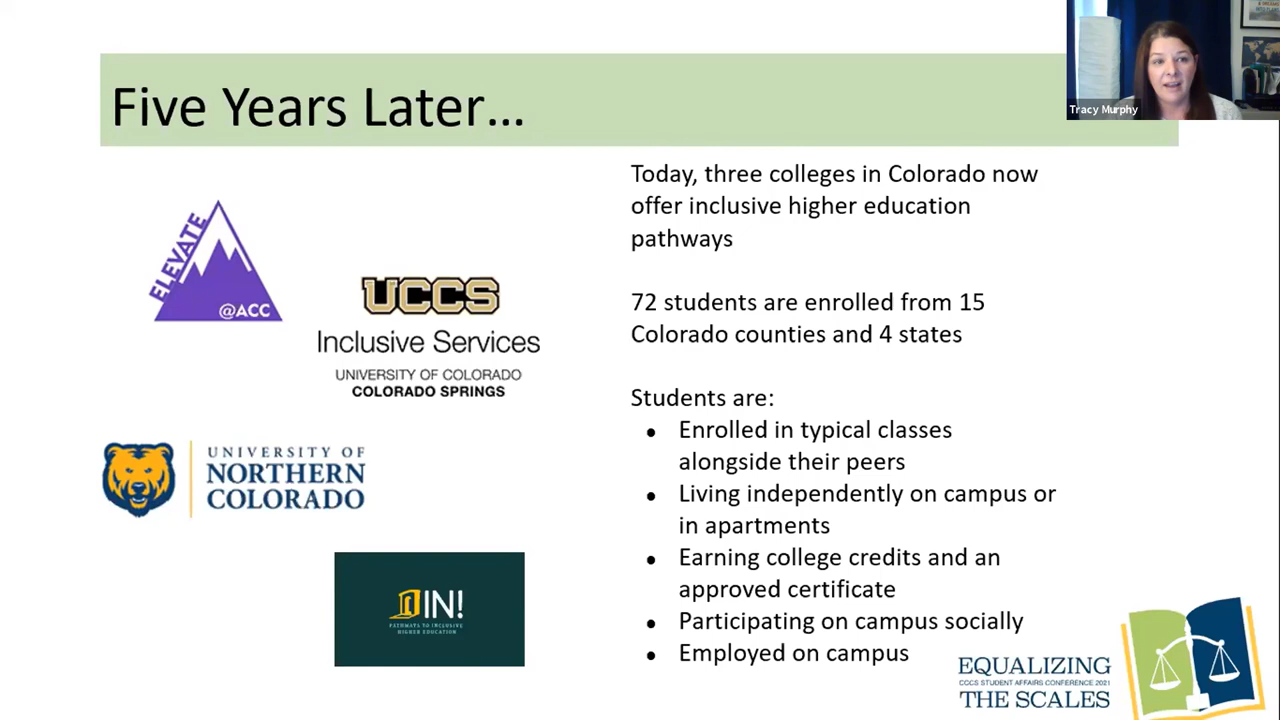 Five Years Later...
Tracy Murphy
Today, three colleges in Colorado now
offer inclusive higher education
pathways
72 students are enrolled from 15
Colorado counties and 4 states
Students are:
● Enrolled in typical classes
alongside their peers
● Living independently on campus or
in apartments
● Earning college credits and an
approved certificate
● Participating on campus socially
● Employed on campus
ELEVATE
@ACC
UCCS
Inclusive Services
UNIVERSITY OF COLORADO
COLORADO SPRINGS
UNIVERSITY OF
NORTHERN
COLORADO
IN!
PATHWAYS TO INCLUSIVE
HIGHER EDUCATION
EQUALIZING
CCCS STUDENT AFFAIRS CONFERENCE 2021
THE SCALES